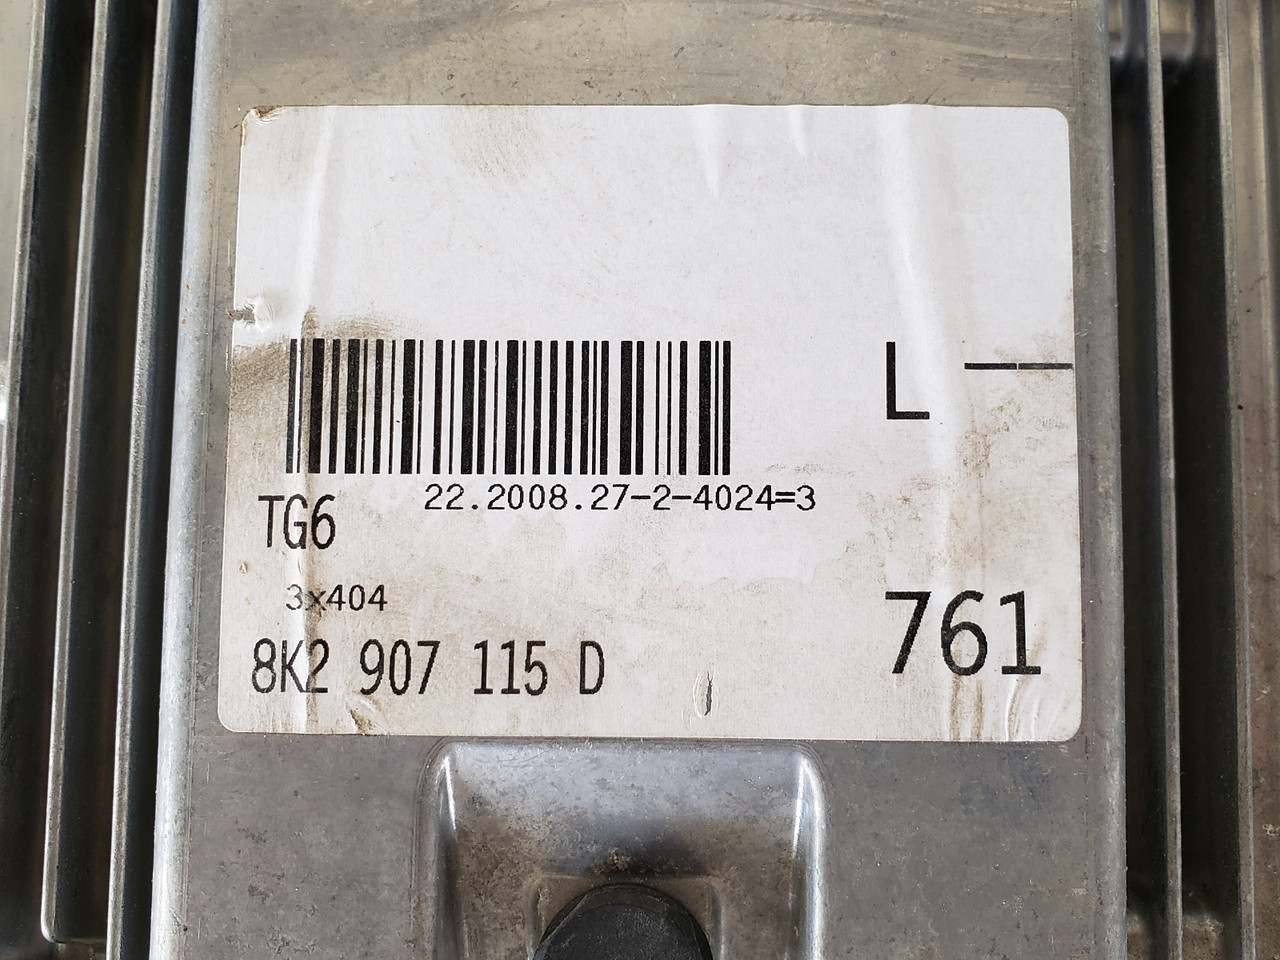 L —
22.2008.27-2-4024=3
TG6
3x404
761
8K2 907 115 D